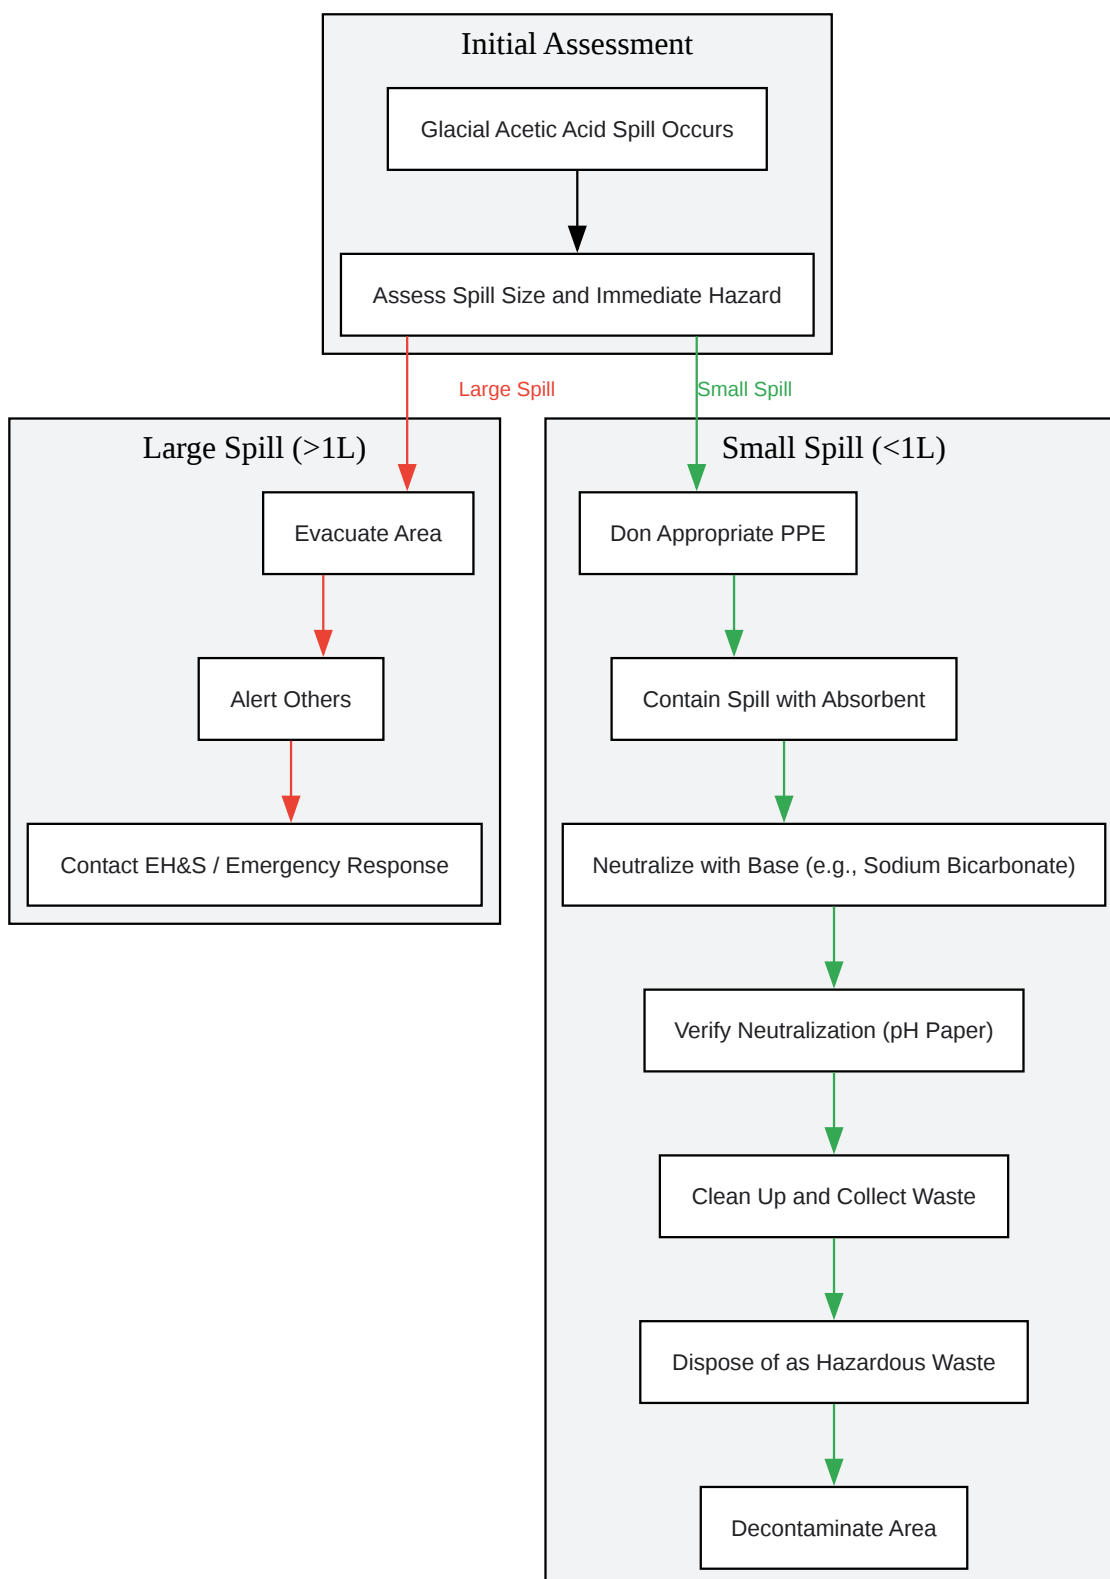 Initial Assessment
Glacial Acetic Acid Spill Occurs
Assess Spill Size and Immediate Hazard
Large Spill
Small Spill
Large Spill (>1L)
Evacuate Area
Alert Others
Contact EH&S / Emergency Response
Small Spill (<1L)
Don Appropriate PPE
Contain Spill with Absorbent
Neutralize with Base (e.g., Sodium Bicarbonate)
Verify Neutralization (pH Paper)
Clean Up and Collect Waste
Dispose of as Hazardous Waste
Decontaminate Area